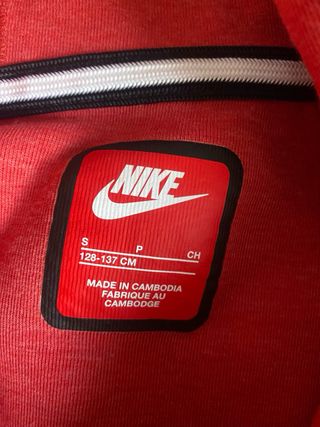 NIKE
S P CH
128-137 CM
MADE IN CAMBODIA
FABRIQUE AU
CAMBODGE